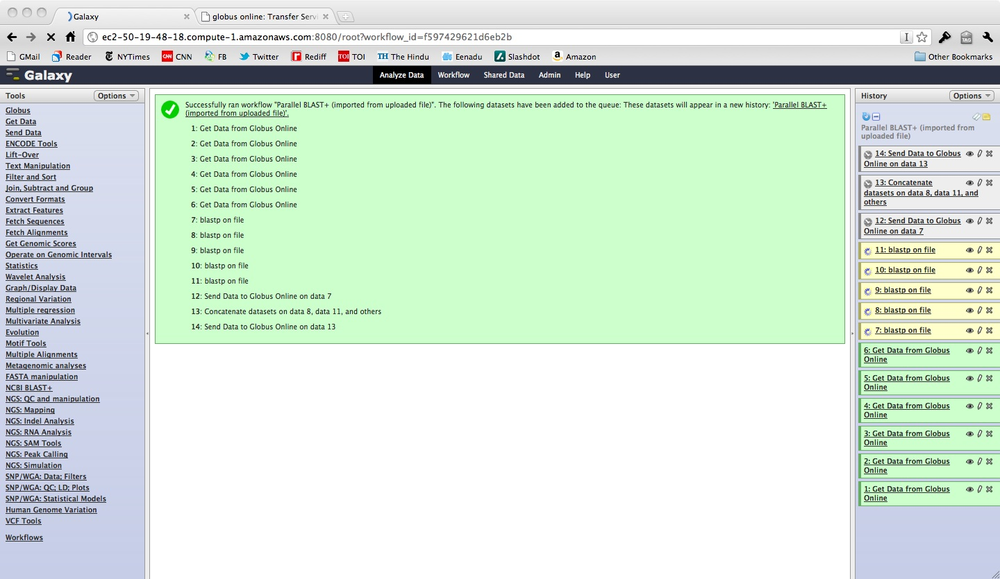 Galaxy
globus online: Transfer Servi
ec2-50-19-48-18.compute-1.amazonaws.com:8080/root?workflow_id=f597429621d6eb2b
TAG
GMail Reader NYTimes CNN CNN FB Twitter Rediff TOI TOI TH The Hindu Eenadu Slashdot Amazon Other Bookmarks
Galaxy
Analyze Data Workflow Shared Data Admin Help User
Tools
Options
Globus
Get Data
Send Data
ENCODE Tools
Lift-Over
Text Manipulation
Filter and Sort
Join, Subtract and Group
Convert Formats
Extract Features
Fetch Sequences
Fetch Alignments
Get Genomic Scores
Operate on Genomic Intervals
Statistics
Wavelet Analysis
Graph/Display Data
Regional Variation
Multiple regression
Multivariate Analysis
Evolution
Motif Tools
Multiple Alignments
Metagenomic analyses
FASTA manipulation
NCBI BLAST+
NGS: QC and manipulation
NGS: Mapping
NGS: Indel Analysis
NGS: RNA Analysis
NGS: SAM Tools
NGS: Peak Calling
NGS: Simulation
SNP/WGA: Data; Filters
SNP/WGA: QC; LD; Plots
SNP/WGA: Statistical Models
Human Genome Variation
VCF Tools
Workflows
Successfully ran workflow "Parallel BLAST+ (imported from uploaded file)". The following datasets have been added to the queue: These datasets will appear in a new history: 'Parallel BLAST+
(imported from uploaded file)'.
1: Get Data from Globus Online
2: Get Data from Globus Online
3: Get Data from Globus Online
4: Get Data from Globus Online
5: Get Data from Globus Online
6: Get Data from Globus Online
7: blastp on file
8: blastp on file
9: blastp on file
10: blastp on file
11: blastp on file
12: Send Data to Globus Online on data 7
13: Concatenate datasets on data 8, data 11, and others
14: Send Data to Globus Online on data 13
History
Options
Parallel BLAST+ (imported from
uploaded file)
14: Send Data to Globus
Online on data 13
13: Concatenate
datasets on data 8, data 11, and
others
12: Send Data to Globus
Online on data 7
11: blastp on file
10: blastp on file
9: blastp on file
8: blastp on file
7: blastp on file
6: Get Data from Globus
Online
5: Get Data from Globus
Online
4: Get Data from Globus
Online
3: Get Data from Globus
Online
2: Get Data from Globus
Online
1: Get Data from Globus
Online